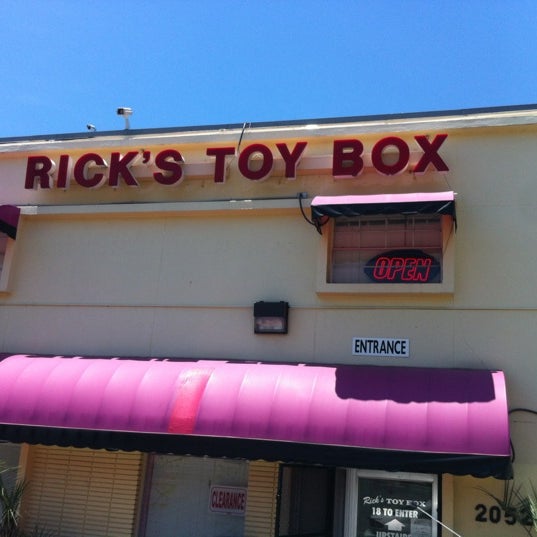 RICK'S TOY BOX
OPEN
ENTRANCE
CLEARANCE
Rick's TOY BOX
18 TO ENTER
UPSTAIRS
2052